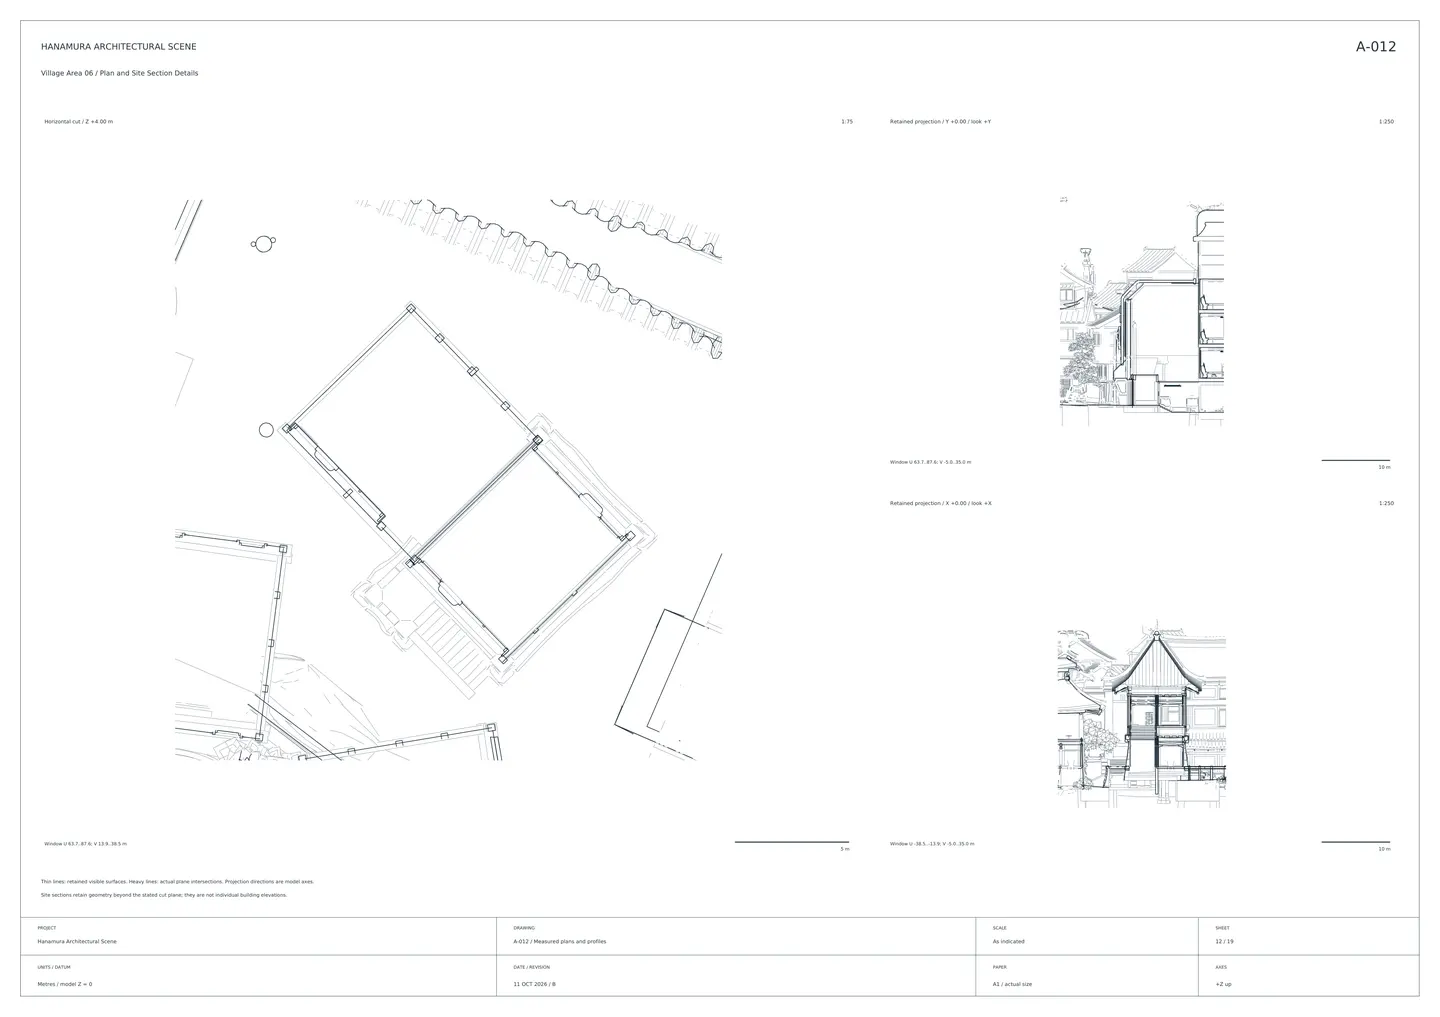 HANAMURA ARCHITECTURAL SCENE
A-012
Village Area 06 / Plan and Site Section Details
Horizontal cut / Z +4.00 m
1:75
Retained projection / Y +0.00 / look +Y
1:250
Window U 63.7..87.6; V -5.0..35.0 m
10 m
Retained projection / X +0.00 / look +X
1:250
Window U 63.7..87.6; V 13.9..38.5 m
5 m
Window U -38.5..-13.9; V -5.0..35.0 m
10 m
Thin lines: retained visible surfaces. Heavy lines: actual plane intersections. Projection directions are model axes.
Site sections retain geometry beyond the stated cut plane; they are not individual building elevations.
PROJECT
Hanamura Architectural Scene
DRAWING
A-012 / Measured plans and profiles
SCALE
As indicated
SHEET
12 / 19
UNITS / DATUM
Metres / model Z = 0
DATE / REVISION
11 OCT 2026 / B
PAPER
A1 / actual size
AXES
+Z up